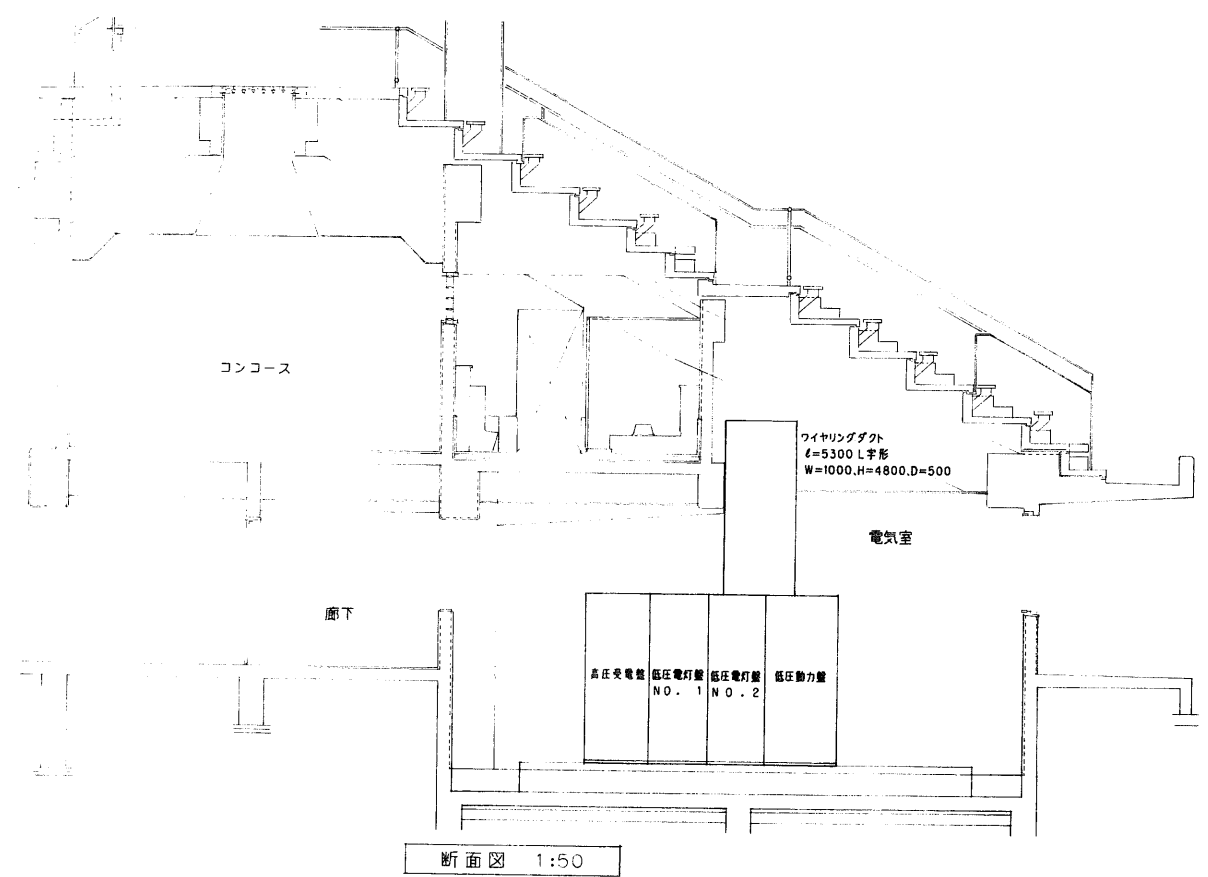 コンコース
ワイヤリングダクト
ℓ=5300 L字形
W=1000、H=4800、D=500
電気室
廊下
高圧受電盤
低圧電灯盤
NO. 1
低圧電灯盤
NO. 2
低圧動力盤
断面図 1:50